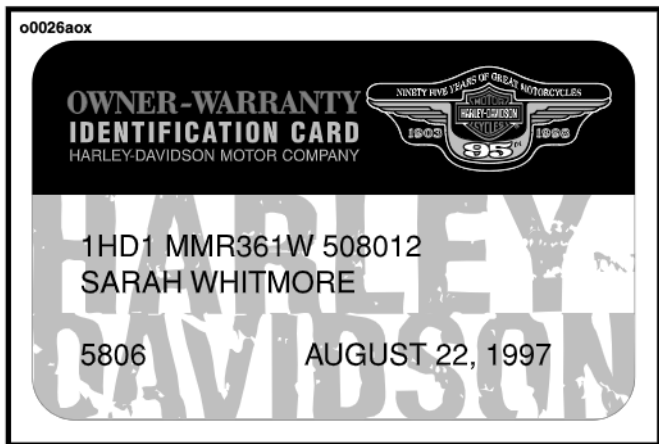 o0026aox
OWNER-WARRANTY
IDENTIFICATION CARD
HARLEY-DAVIDSON MOTOR COMPANY
NINETY FIVE YEARS OF GREAT MOTORCYCLES
MOTOR
HARLEY-DAVIDSON
CYCLES
1903 1998
95TH
HARLEY-
1HD1 MMR361W 508012
SARAH WHITMORE
DAVIDSON
5806 AUGUST 22, 1997